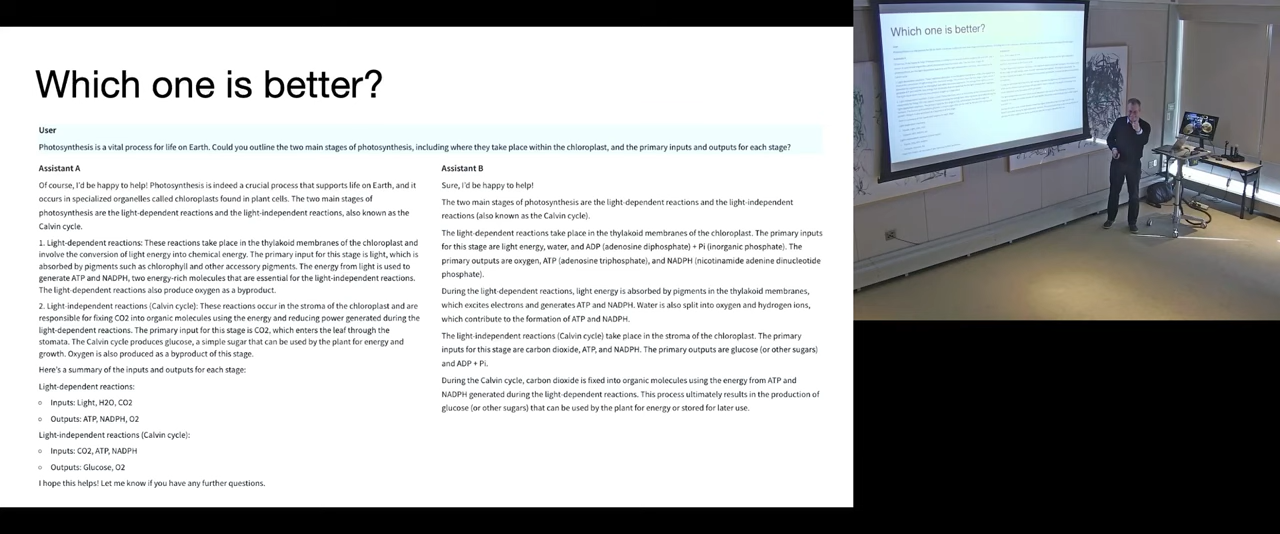 Which one is better?
User
Photosynthesis is a vital process for life on Earth. Could you outline the two main stages of photosynthesis, including where they take place within the chloroplast, and the primary inputs and outputs for each stage?
Assistant A
Of course, I'd be happy to help! Photosynthesis is indeed a crucial process that supports life on Earth, and it
occurs in specialized organelles called chloroplasts found in plant cells. The two main stages of
photosynthesis are the light-dependent reactions and the light-independent reactions, also known as the
Calvin cycle.
1. Light-dependent reactions: These reactions take place in the thylakoid membranes of the chloroplast and
involve the conversion of light energy into chemical energy. The primary input for this stage is light, which is
absorbed by pigments such as chlorophyll and other accessory pigments. The energy from light is used to
generate ATP and NADPH, two energy-rich molecules that are essential for the light-independent reactions.
The light-dependent reactions also produce oxygen as a byproduct.
2. Light-independent reactions (Calvin cycle): These reactions occur in the stroma of the chloroplast and are
responsible for fixing CO2 into organic molecules using the energy and reducing power generated during the
light-dependent reactions. The primary input for this stage is CO2, which enters the leaf through the
stomata. The Calvin cycle produces glucose, a simple sugar that can be used by the plant for energy and
growth. Oxygen is also produced as a byproduct of this stage.
Here's a summary of the inputs and outputs for each stage:
Light-dependent reactions:
○ Inputs: Light, H2O, CO2
○ Outputs: ATP, NADPH, O2
Light-independent reactions (Calvin cycle):
○ Inputs: CO2, ATP, NADPH
○ Outputs: Glucose, O2
I hope this helps! Let me know if you have any further questions.
Assistant B
Sure, I'd be happy to help!
The two main stages of photosynthesis are the light-dependent reactions and the light-independent
reactions (also known as the Calvin cycle).
The light-dependent reactions take place in the thylakoid membranes of the chloroplast. The primary inputs
for this stage are light energy, water, and ADP (adenosine diphosphate) + Pi (inorganic phosphate). The
primary outputs are oxygen, ATP (adenosine triphosphate), and NADPH (nicotinamide adenine dinucleotide
phosphate).
During the light-dependent reactions, light energy is absorbed by pigments in the thylakoid membranes,
which excites electrons and generates ATP and NADPH. Water is also split into oxygen and hydrogen ions,
which contribute to the formation of ATP and NADPH.
The light-independent reactions (Calvin cycle) take place in the stroma of the chloroplast. The primary
inputs for this stage are carbon dioxide, ATP, and NADPH. The primary outputs are glucose (or other sugars)
and ADP + Pi.
During the Calvin cycle, carbon dioxide is fixed into organic molecules using the energy from ATP and
NADPH generated during the light-dependent reactions. This process ultimately results in the production of
glucose (or other sugars) that can be used by the plant for energy or stored for later use.
Which one is better?